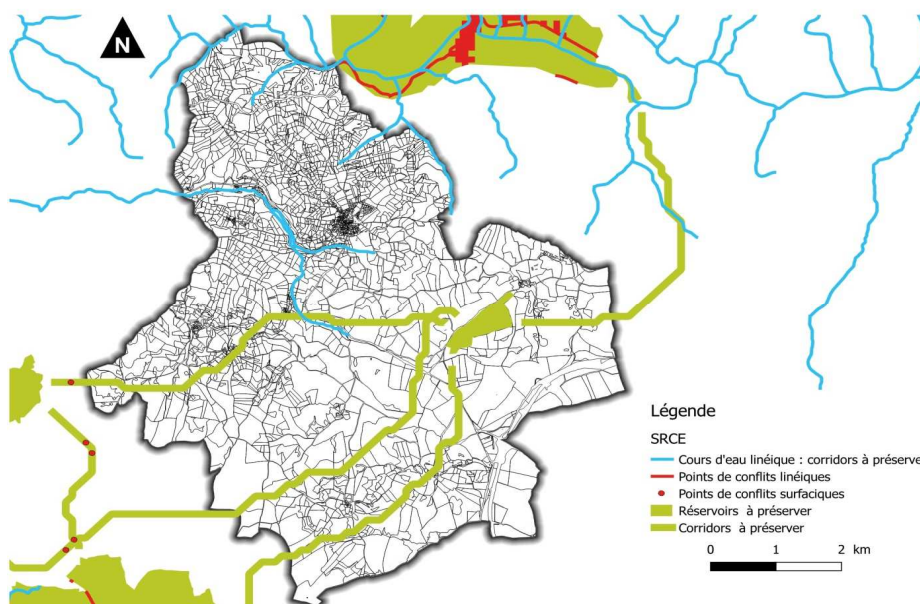 N
Légende
SRCE
Cours d'eau linéique : corridors à préserve
Points de conflits linéiques
Points de conflits surfaciques
Réservoirs à préserver
Corridors à préserver
0 1 2 km